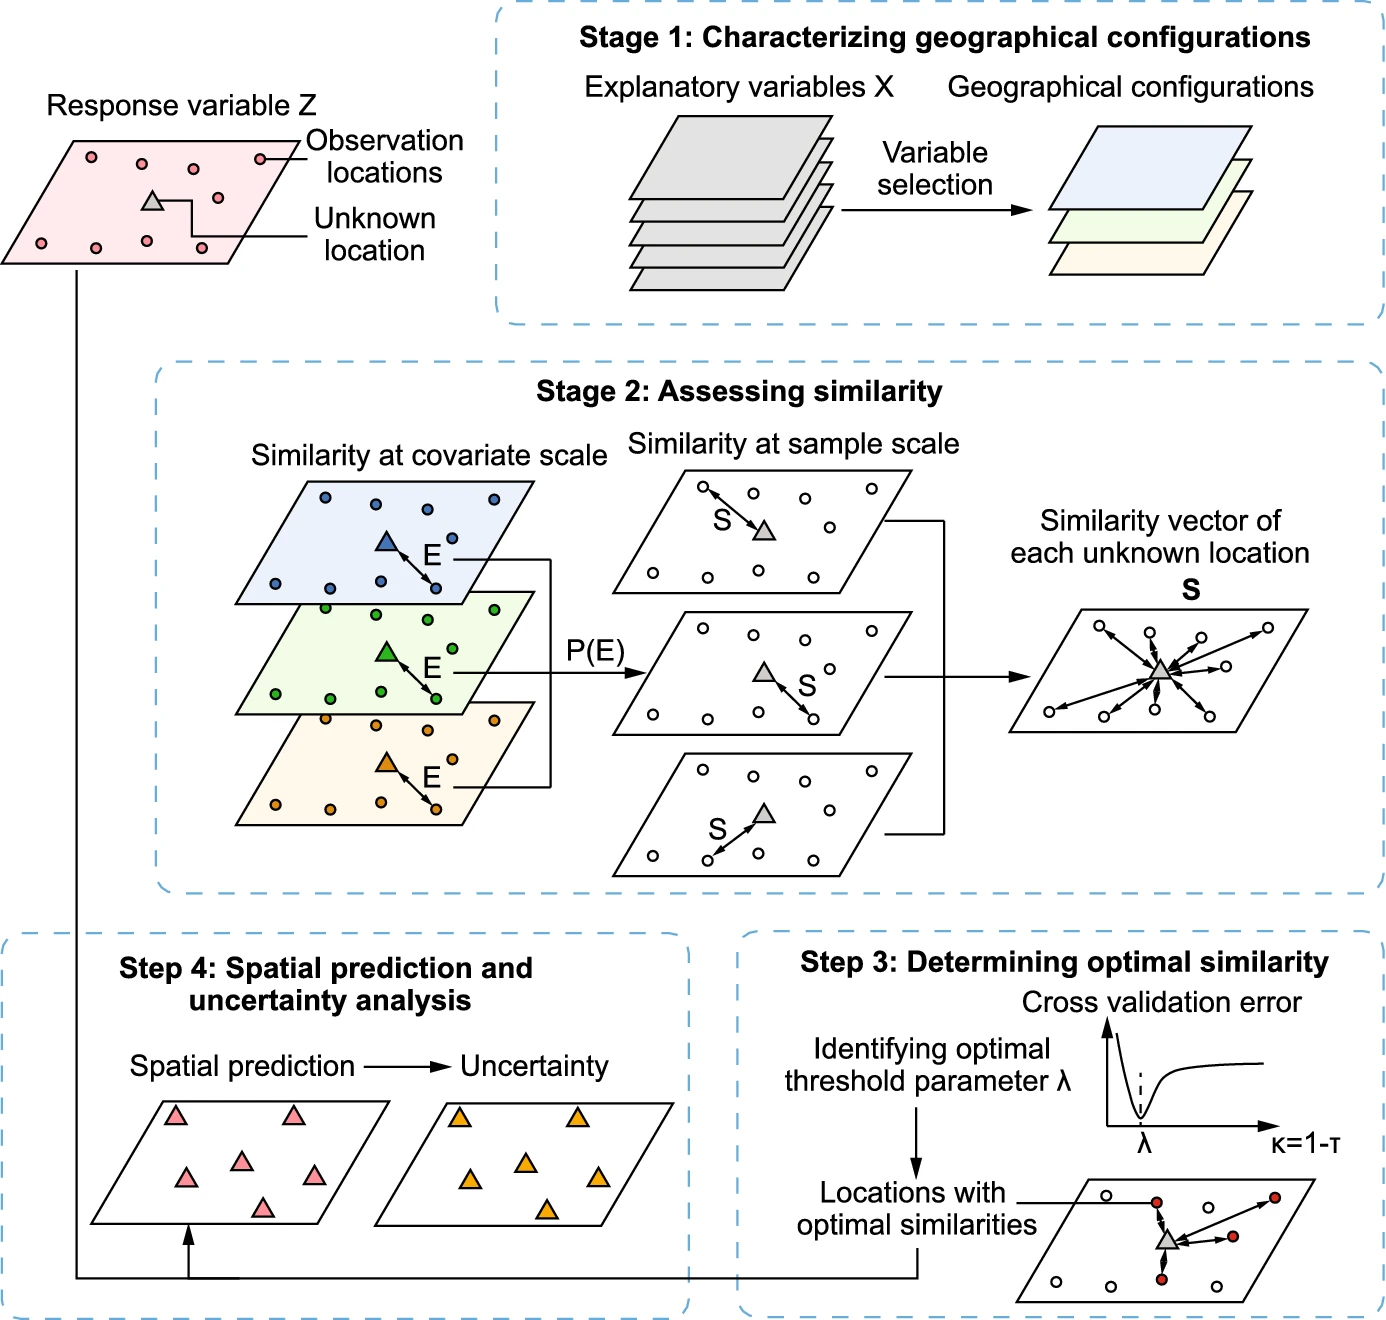 Stage 1: Characterizing geographical configurations
Explanatory variables X
Geographical configurations
Variable
selection
Response variable Z
Observation
locations
Unknown
location
Stage 2: Assessing similarity
Similarity at covariate scale
Similarity at sample scale
E
E
E
P(E)
S
S
S
Similarity vector of
each unknown location
S
Step 3: Determining optimal similarity
Cross validation error
Identifying optimal
threshold parameter λ
λ
κ=1-τ
Locations with
optimal similarities
Step 4: Spatial prediction and
uncertainty analysis
Spatial prediction
Uncertainty